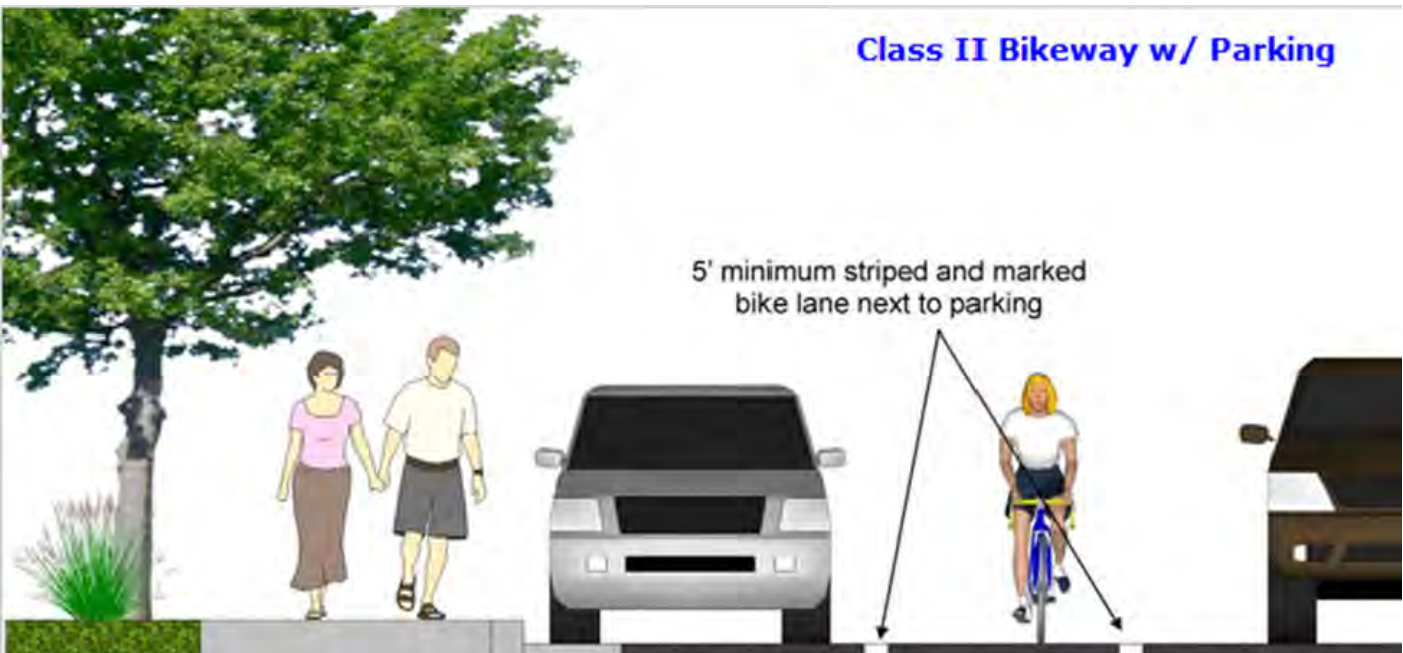 Class II Bikeway w/ Parking
5' minimum striped and marked
bike lane next to parking